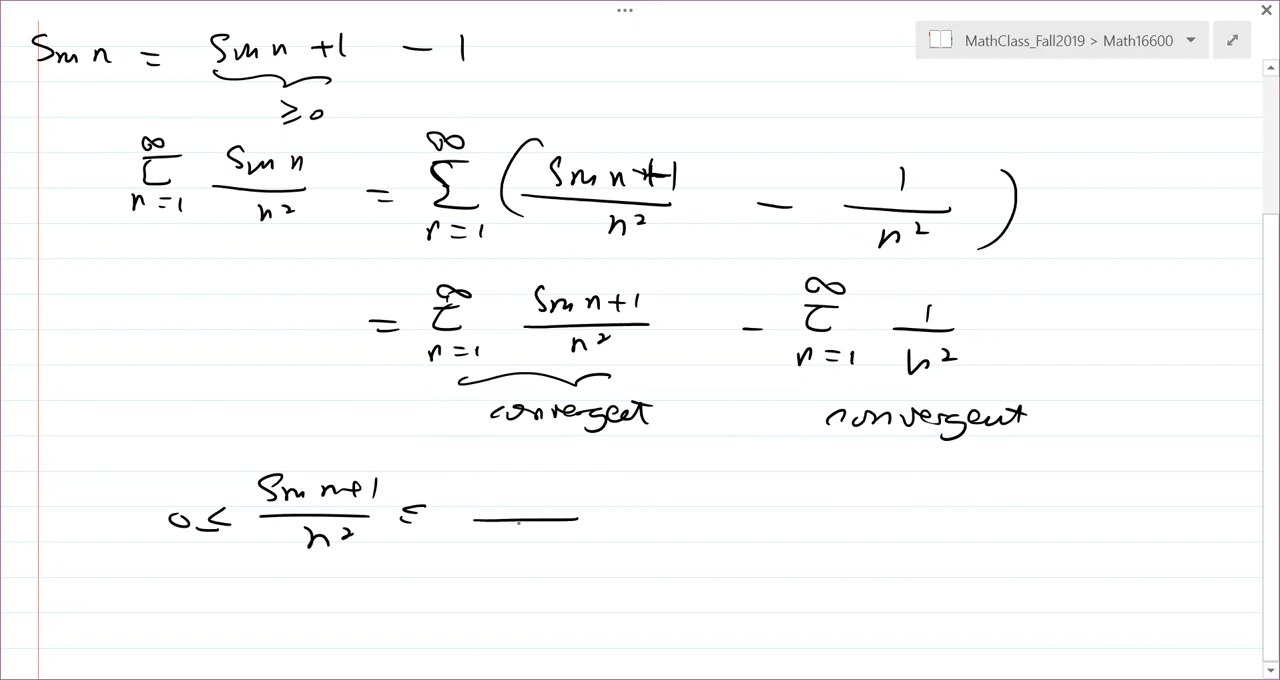 MathClass_Fall2019 > Math16600
Sin n = Sin n +1 − 1
≥ 0
∞ ∑ n=1 Sin n / n² = ∞ ∑ n=1 ( Sin n+1 / n² − 1 / n² )
= ∞ ∑ n=1 Sin n+1 / n² − ∞ ∑ n=1 1 / n²
convergent convergent
0 ≤ Sin n+1 / n² ≤